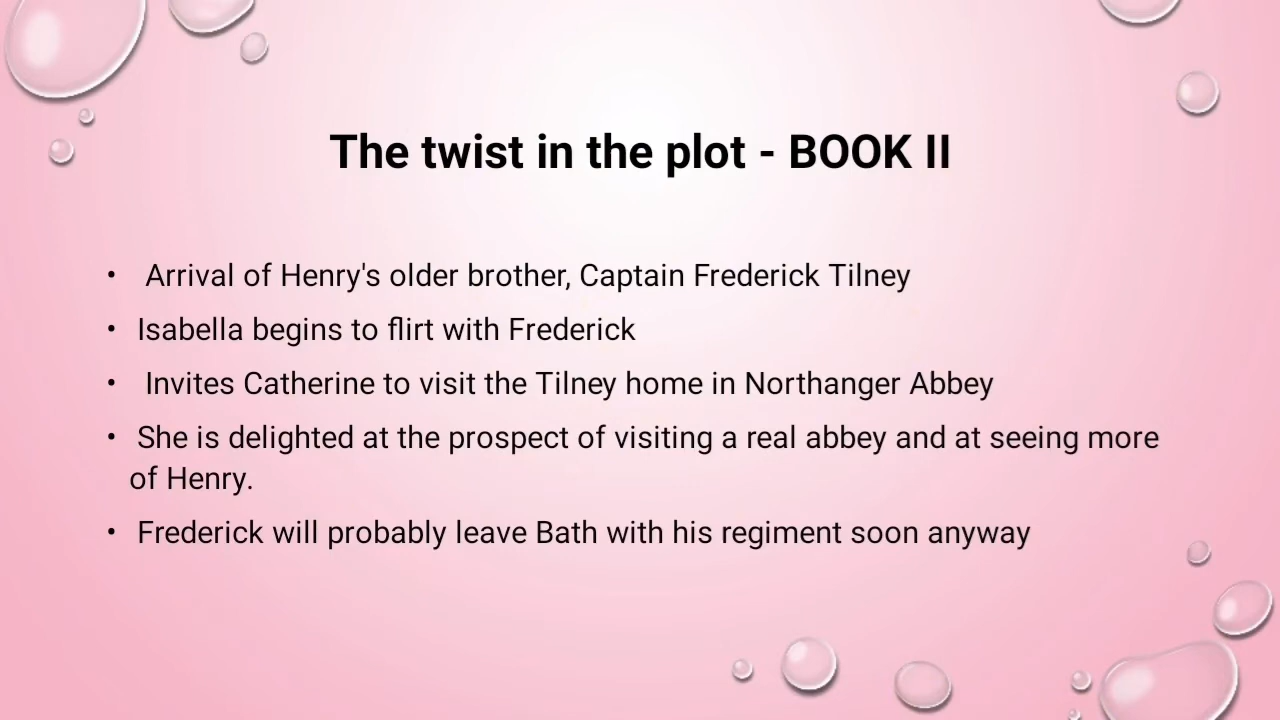 The twist in the plot - BOOK II
• Arrival of Henry's older brother, Captain Frederick Tilney
• Isabella begins to flirt with Frederick
• Invites Catherine to visit the Tilney home in Northanger Abbey
• She is delighted at the prospect of visiting a real abbey and at seeing more
of Henry.
• Frederick will probably leave Bath with his regiment soon anyway